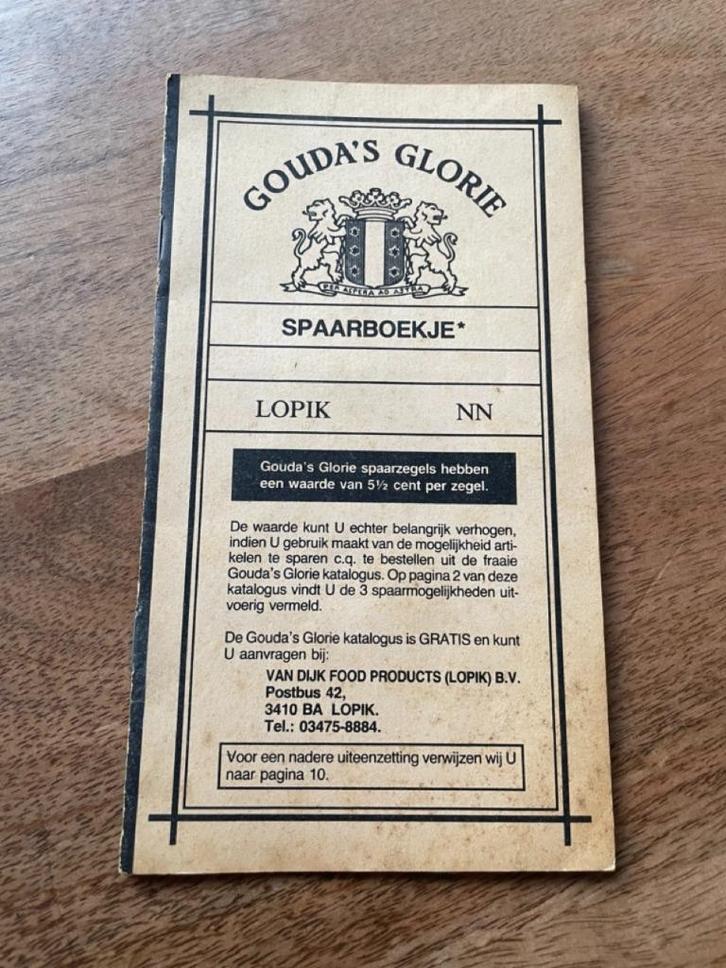 GOUDA'S GLORIE
PER ASPERA AD ASTRA
SPAARBOEKJE*
LOPIK NN
Gouda's Glorie spaarzegels hebben
een waarde van 5½ cent per zegel.
De waarde kunt U echter belangrijk verhogen,
indien U gebruik maakt van de mogelijkheid arti-
kelen te sparen c.q. te bestellen uit de fraaie
Gouda's Glorie katalogus. Op pagina 2 van deze
katalogus vindt U de 3 spaarmogelijkheden uit-
voerig vermeld.
De Gouda's Glorie katalogus is GRATIS en kunt
U aanvragen bij:
VAN DIJK FOOD PRODUCTS (LOPIK) B.V.
Postbus 42,
3410 BA LOPIK.
Tel.: 03475-8884.
Voor een nadere uiteenzetting verwijzen wij U
naar pagina 10.